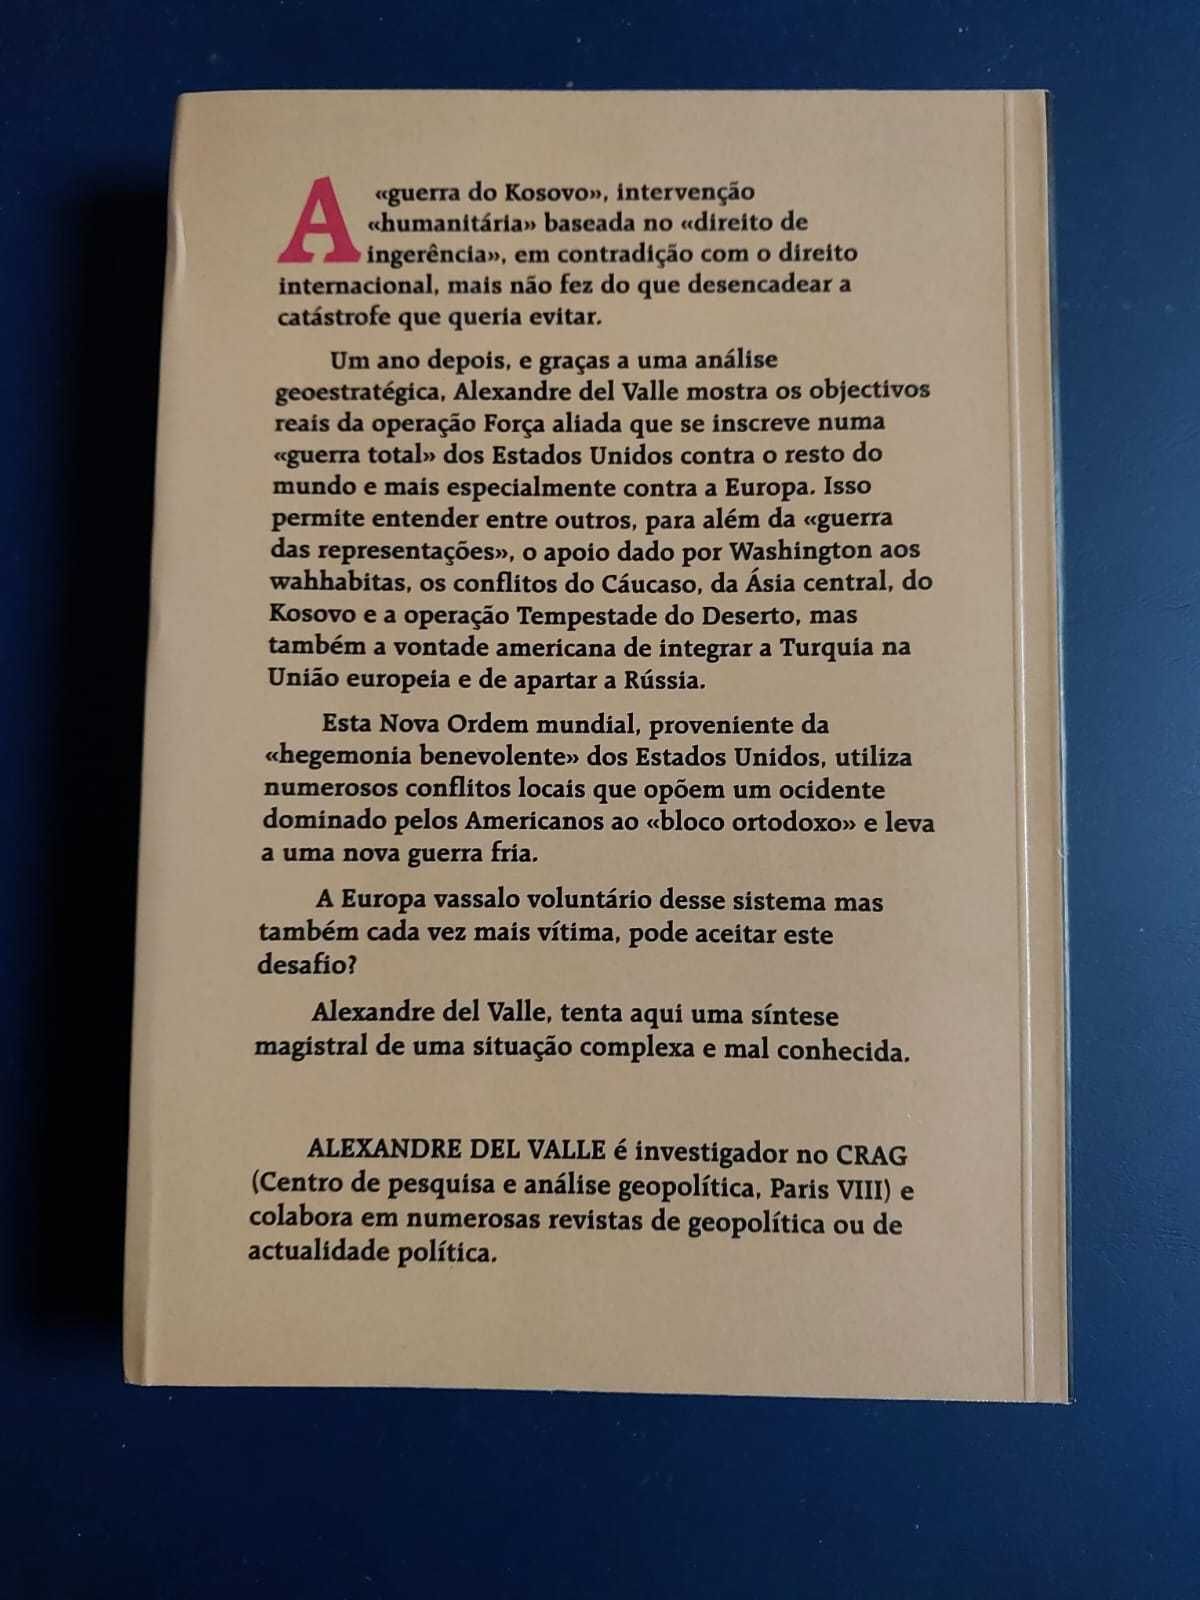 A «guerra do Kosovo», intervenção
«humanitária» baseada no «direito de
ingerência», em contradição com o direito
internacional, mais não fez do que desencadear a
catástrofe que queria evitar.
Um ano depois, e graças a uma análise
geoestratégica, Alexandre del Valle mostra os objectivos
reais da operação Força aliada que se inscreve numa
«guerra total» dos Estados Unidos contra o resto do
mundo e mais especialmente contra a Europa. Isso
permite entender entre outros, para além da «guerra
das representações», o apoio dado por Washington aos
wahhabitas, os conflitos do Cáucaso, da Ásia central, do
Kosovo e a operação Tempestade do Deserto, mas
também a vontade americana de integrar a Turquia na
União europeia e de apartar a Rússia.
Esta Nova Ordem mundial, proveniente da
«hegemonia benevolente» dos Estados Unidos, utiliza
numerosos conflitos locais que opõem um ocidente
dominado pelos Americanos ao «bloco ortodoxo» e leva
a uma nova guerra fria.
A Europa vassalo voluntário desse sistema mas
também cada vez mais vítima, pode aceitar este
desafio?
Alexandre del Valle, tenta aqui uma síntese
magistral de uma situação complexa e mal conhecida.
ALEXANDRE DEL VALLE é investigador no CRAG
(Centro de pesquisa e análise geopolítica, Paris VIII) e
colabora em numerosas revistas de geopolítica ou de
actualidade política.